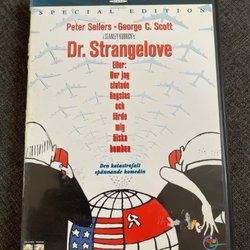 SPECIAL EDITION
Peter Sellers - George C. Scott
STANLEY KUBRICK'S
Dr. Strangelove
Eller:
Hur jag
slutade
ängslas
och
lärde
mig
älska
bomben
Den katastrofalt
spännande komedin